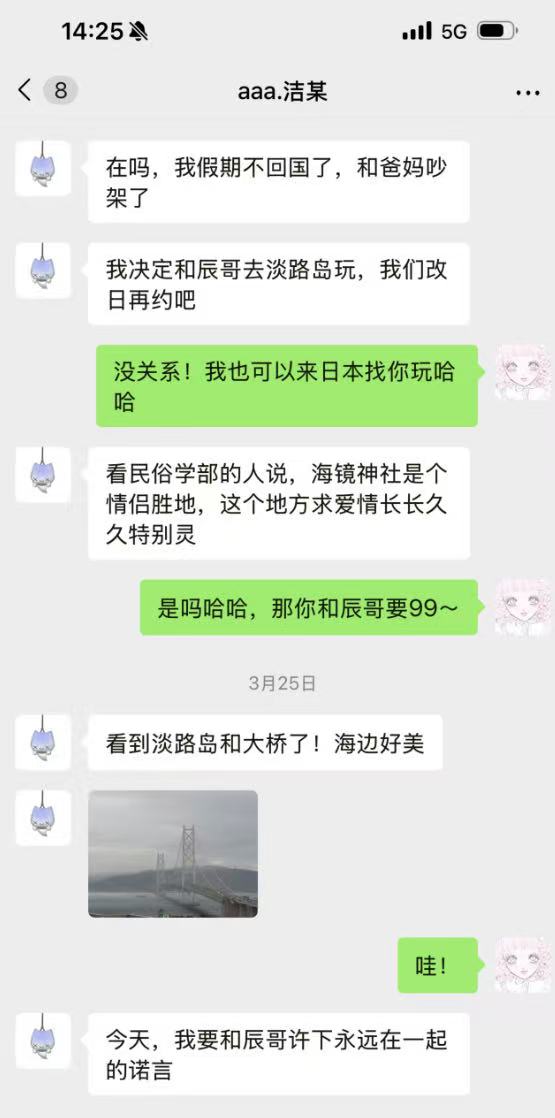 14:25
5G
8
aaa.洁某
在吗，我假期不回国了，和爸妈吵
架了
我决定和辰哥去淡路岛玩，我们改
日再约吧
没关系！我也可以来日本找你玩哈
哈
看民俗学部的人说，海镜神社是个
情侣胜地，这个地方求爱情长长久
久特别灵
是吗哈哈，那你和辰哥要99～
3月25日
看到淡路岛和大桥了！海边好美
哇！
今天，我要和辰哥许下永远在一起
的诺言